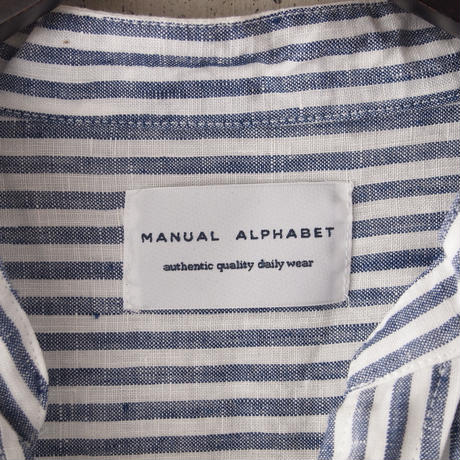 MANUAL ALPHABET
authentic quality daily wear